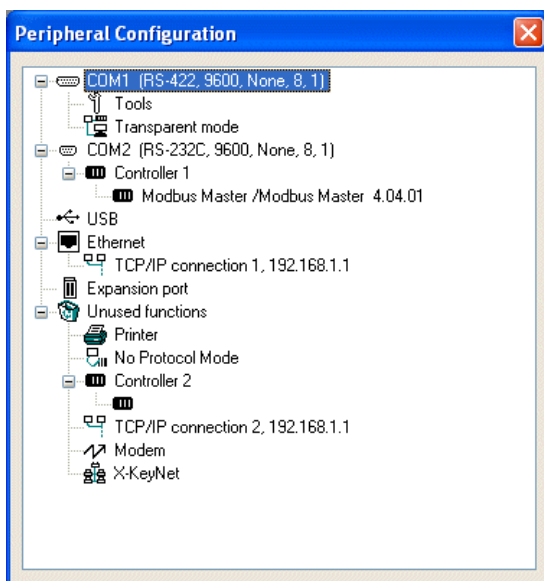 Peripheral Configuration
COM1 (RS-422, 9600, None, 8, 1)
Tools
Transparent mode
COM2 (RS-232C, 9600, None, 8, 1)
Controller 1
Modbus Master /Modbus Master 4.04.01
USB
Ethernet
TCP/IP connection 1, 192.168.1.1
Expansion port
Unused functions
Printer
No Protocol Mode
Controller 2
TCP/IP connection 2, 192.168.1.1
Modem
X-KeyNet